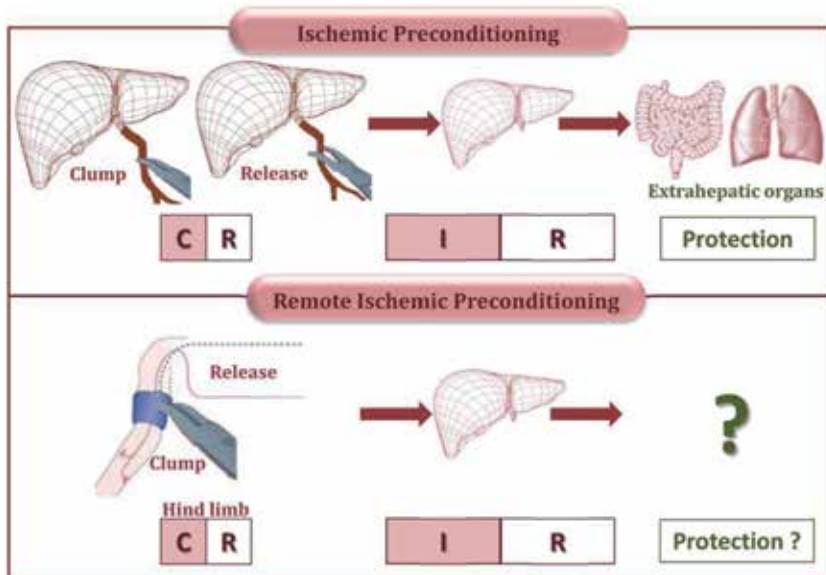 Ischemic Preconditioning
Clump
Release
Extrahepatic organs
C R
I R
Protection
Remote Ischemic Preconditioning
Release
Clump
?
Hind limb
C R
I R
Protection ?